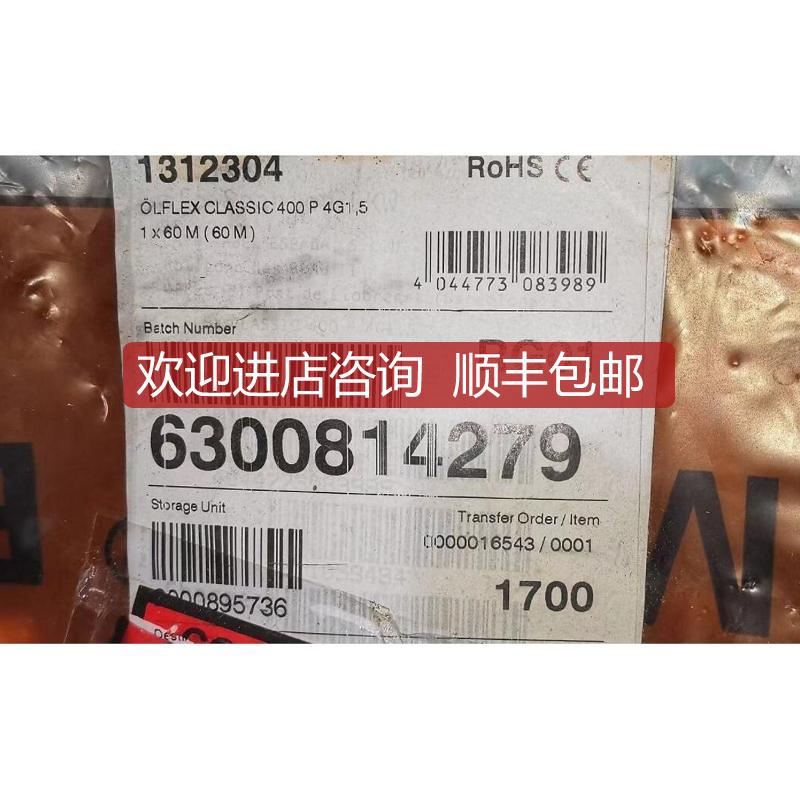 1312304
RoHS CE
ÖLFLEX CLASSIC 400 P 4G1,5
1 x 60 M ( 60 M )
4 044773 083989
Batch Number
欢迎进店咨询 顺丰包邮
6300814279
Storage Unit
Transfer Order / Item
0000016543 / 0001
0000895736
1700